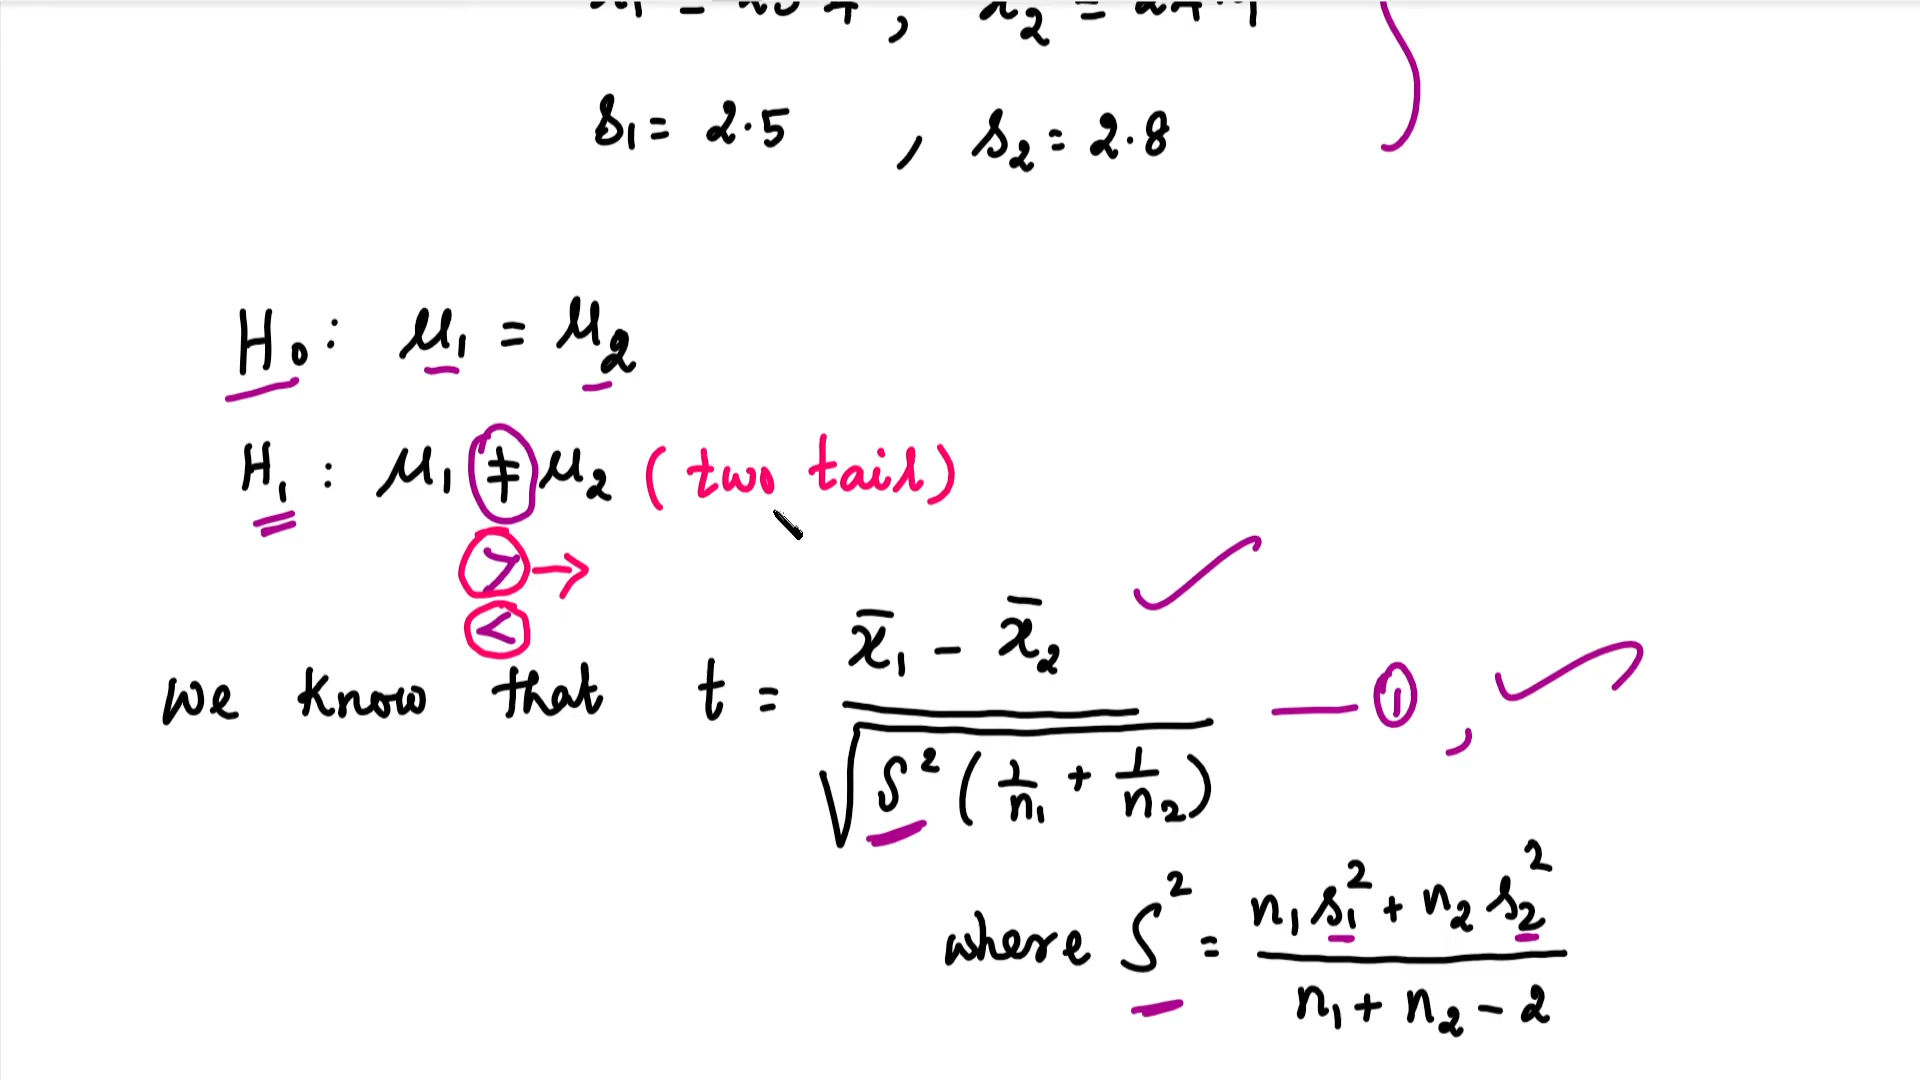 s₁ = 2.5 , s₂ = 2.8
H₀ : μ₁ = μ₂
H₁ : μ₁ ≠ μ₂ (two tail)
> →
<
we know that t = (x̄₁ - x̄₂) / √(S² (1/n₁ + 1/n₂)) — ①,
where S² = (n₁s₁² + n₂s₂²) / (n₁ + n₂ - 2)